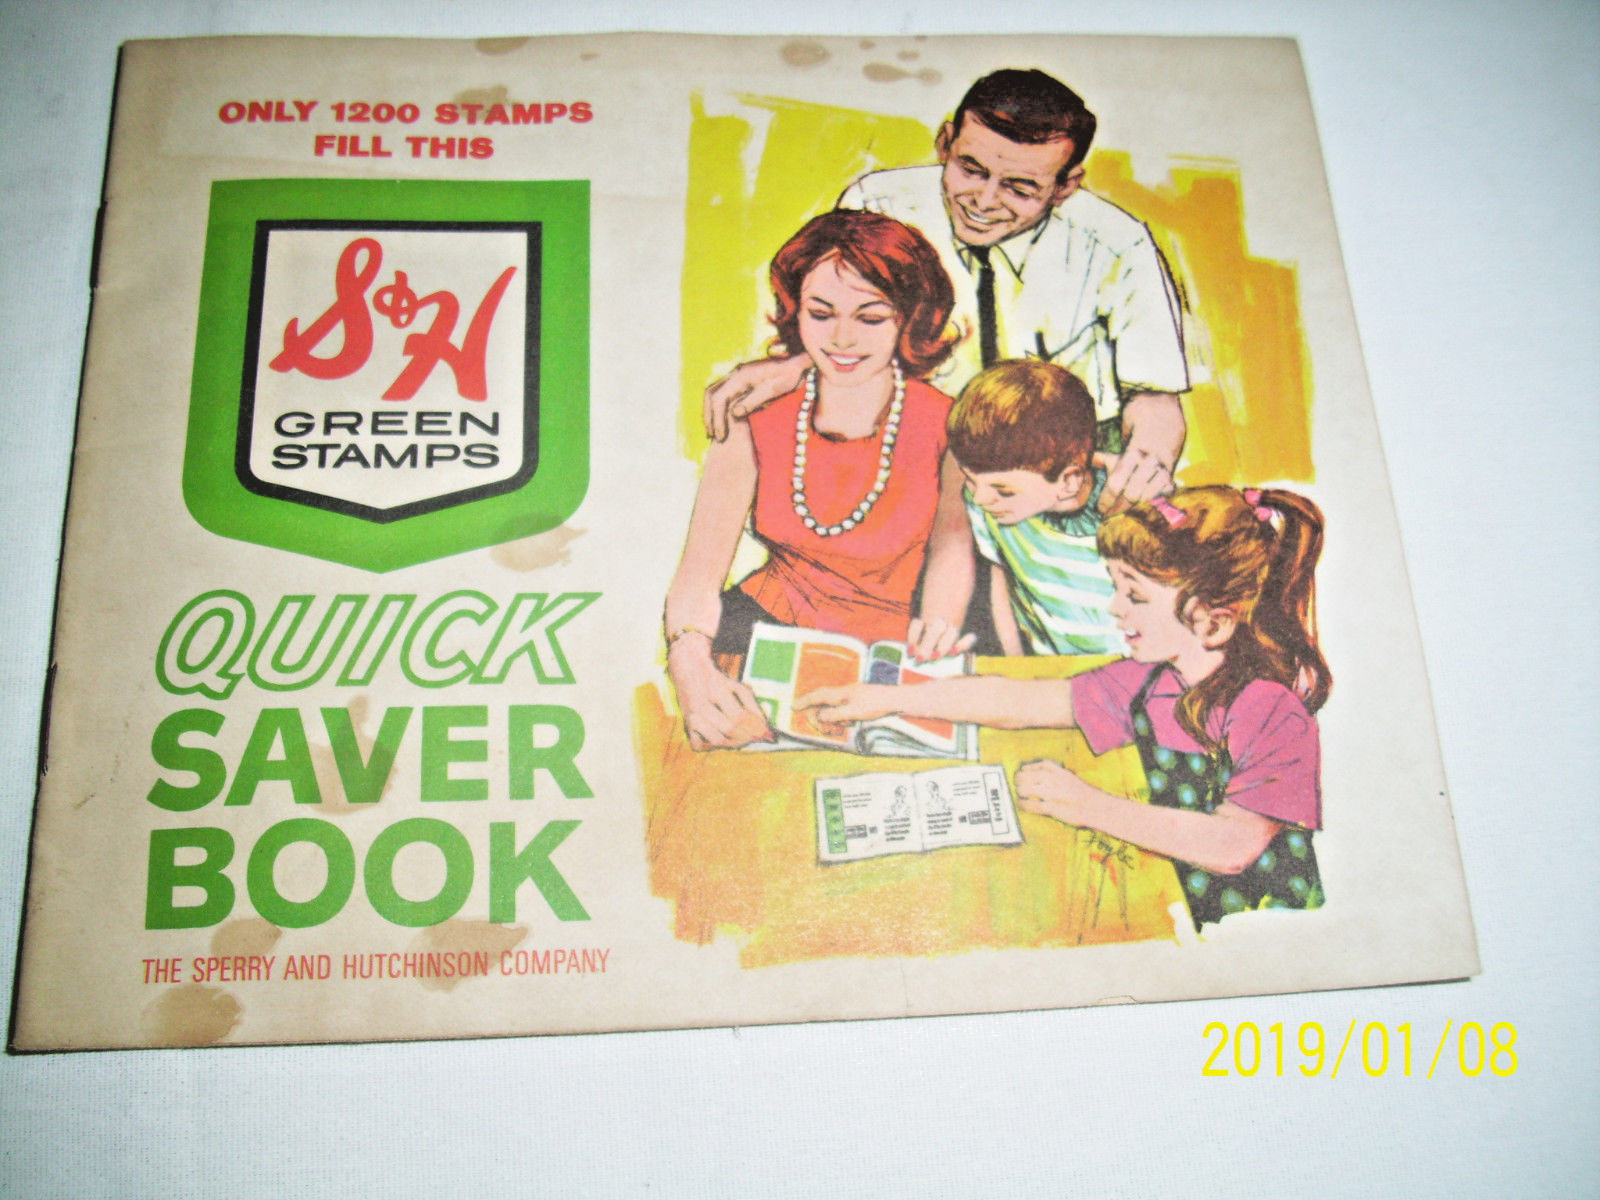 ONLY 1200 STAMPS
FILL THIS
S&H
GREEN
STAMPS
QUICK
SAVER
BOOK
THE SPERRY AND HUTCHINSON COMPANY
2019/01/08